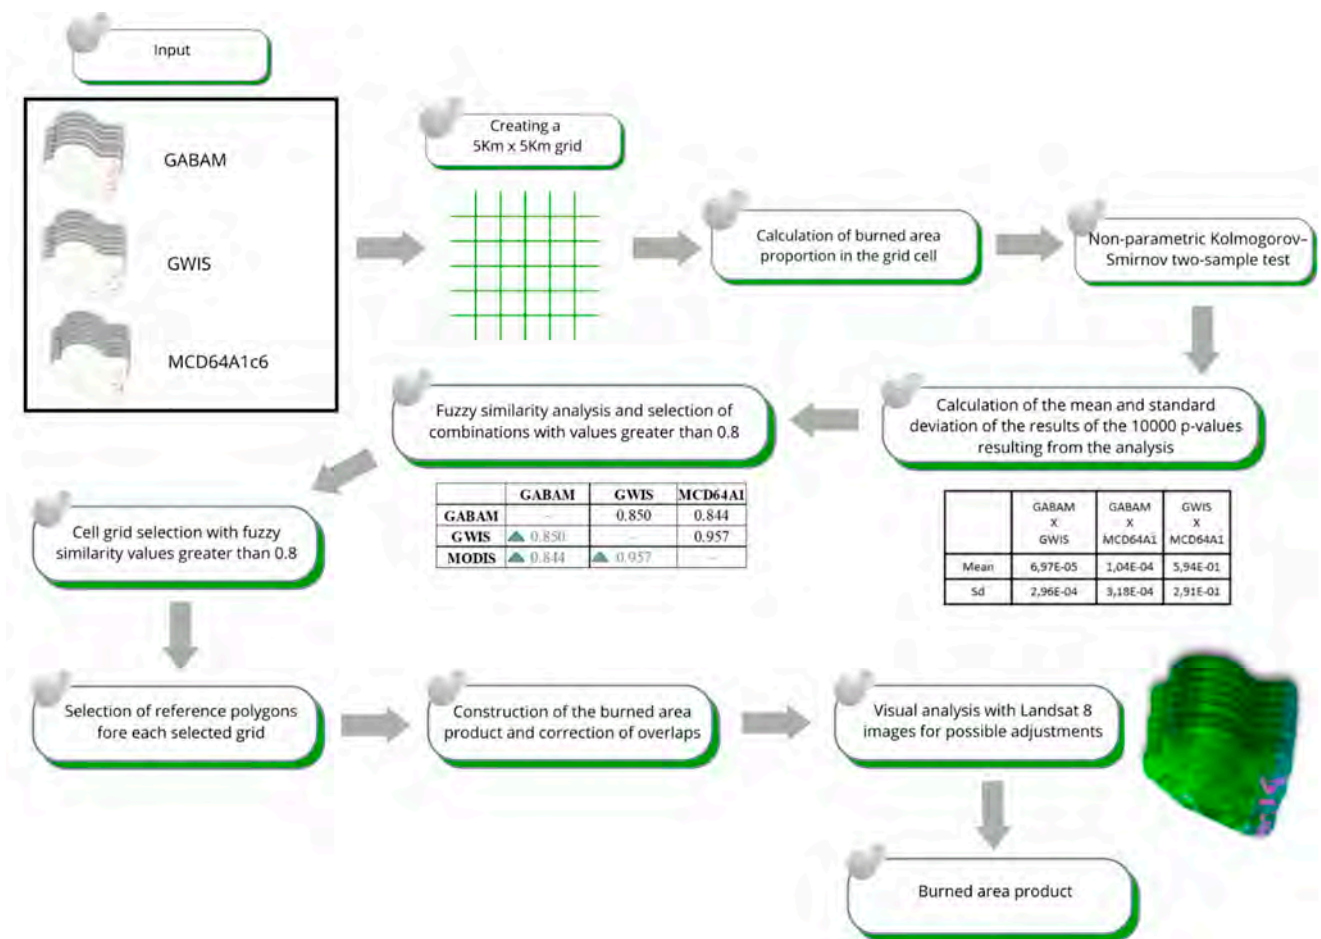 Input
GABAM
GWIS
MCD64A1c6
Creating a
5Km x 5Km grid
Calculation of burned area
proportion in the grid cell
Non-parametric Kolmogorov–
Smirnov two-sample test
Calculation of the mean and standard
deviation of the results of the 10000 p-values
resulting from the analysis
GABAM X GWIS GABAM X MCD64A1 GWIS X MCD64A1
Mean 6,97E-05 1,04E-04 5,94E-01
Sd 2,96E-04 3,18E-04 2,91E-01
Fuzzy similarity analysis and selection of
combinations with values greater than 0.8
GABAM GWIS MCD64A1
GABAM – 0.850 0.844
GWIS 0.850 – 0.957
MODIS 0.844 0.957 –
Cell grid selection with fuzzy
similarity values greater than 0.8
Selection of reference polygons
fore each selected grid
Construction of the burned area
product and correction of overlaps
Visual analysis with Landsat 8
images for possible adjustments
Burned area product